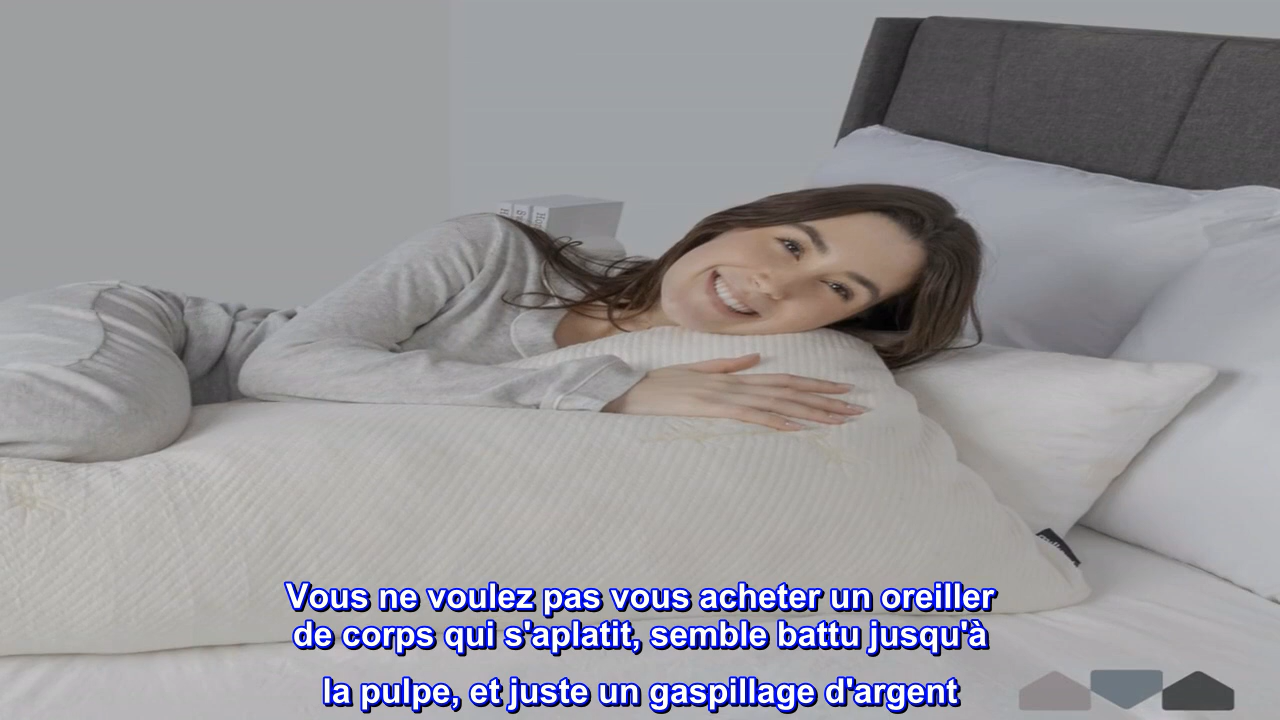 Vous ne voulez pas vous acheter un oreiller
de corps qui s'aplatit, semble battu jusqu'à
la pulpe, et juste un gaspillage d'argent